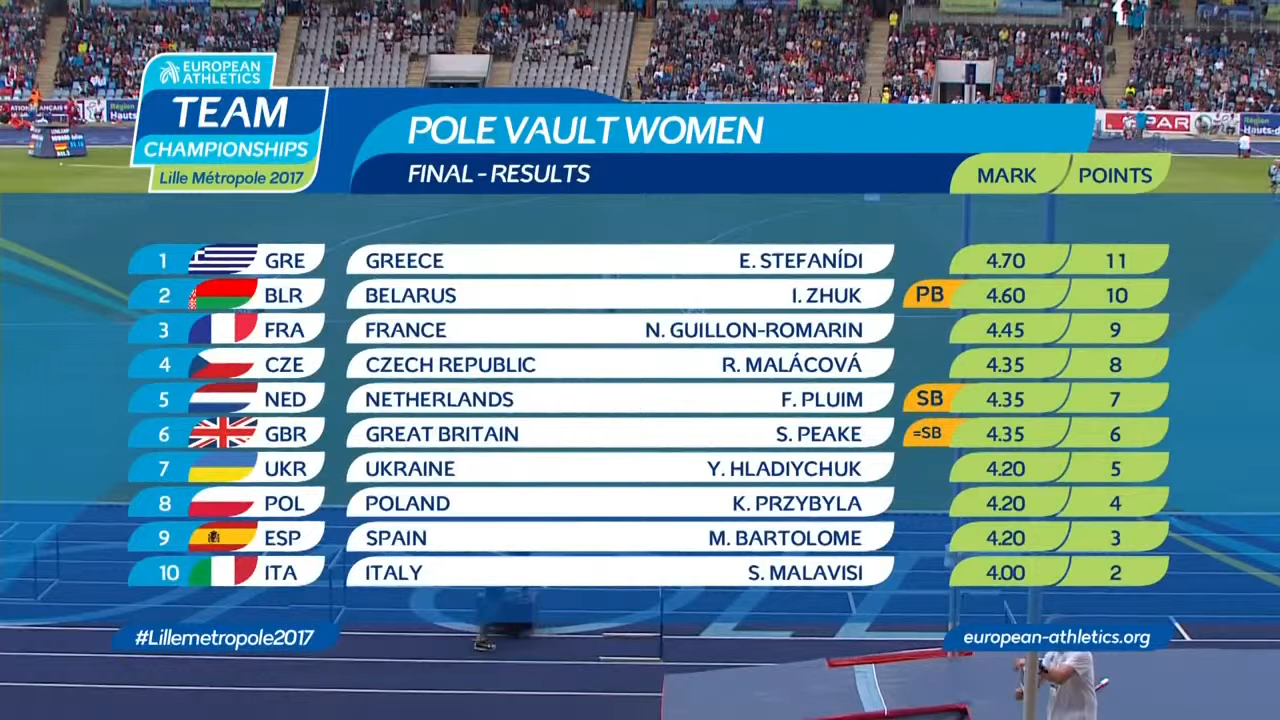 EUROPEAN
ATHLETICS
TEAM
CHAMPIONSHIPS
Lille Métropole 2017
POLE VAULT WOMEN
FINAL - RESULTS MARK POINTS
1 GRE GREECE E. STEFANÍDI 4.70 11
2 BLR BELARUS I. ZHUK PB 4.60 10
3 FRA FRANCE N. GUILLON-ROMARIN 4.45 9
4 CZE CZECH REPUBLIC R. MALÁCOVÁ 4.35 8
5 NED NETHERLANDS F. PLUIM SB 4.35 7
6 GBR GREAT BRITAIN S. PEAKE =SB 4.35 6
7 UKR UKRAINE Y. HLADIYCHUK 4.20 5
8 POL POLAND K. PRZYBYLA 4.20 4
9 ESP SPAIN M. BARTOLOME 4.20 3
10 ITA ITALY S. MALAVISI 4.00 2
#Lillemetropole2017 european-athletics.org
Région
Hauts-d
SPAR
Région
Hauts-d